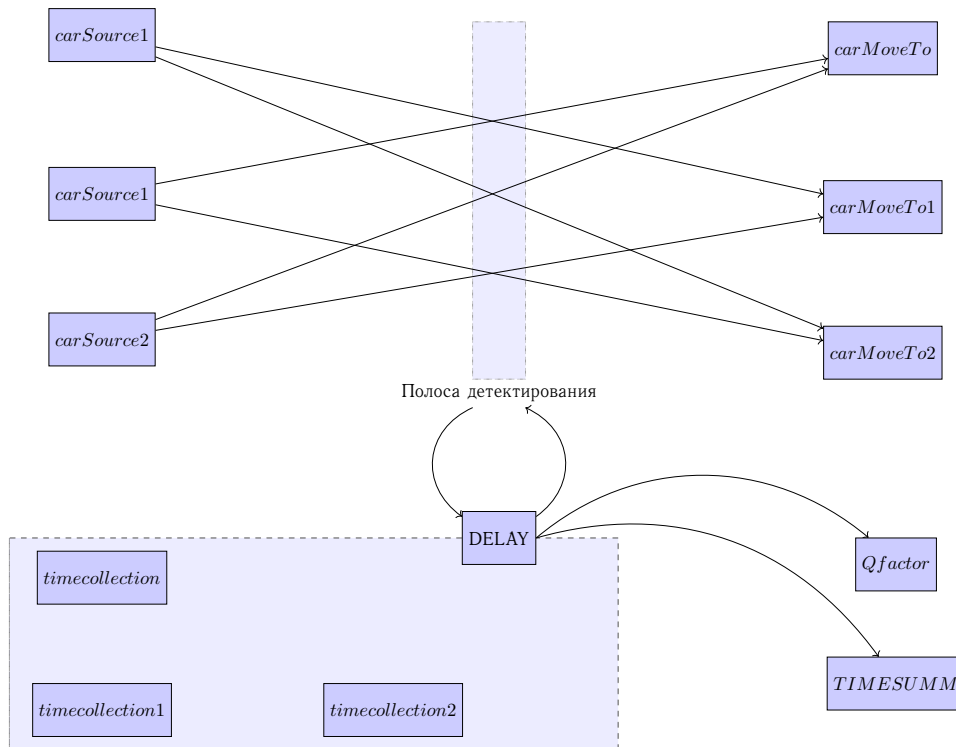 carSource1
carMoveTo
carSource1
carMoveTo1
carSource2
carMoveTo2
Полоса детектирования
DELAY
timecollection
Qfactor
TIMESUMM
timecollection1
timecollection2